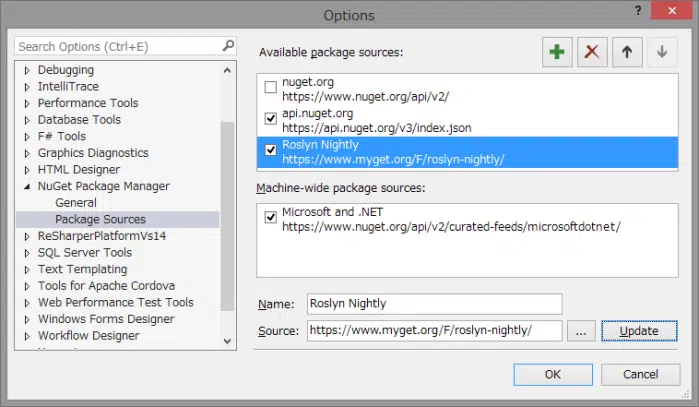 Options
Search Options (Ctrl+E)
Debugging
IntelliTrace
Performance Tools
Database Tools
F# Tools
Graphics Diagnostics
HTML Designer
NuGet Package Manager
General
Package Sources
ReSharperPlatformVs14
SQL Server Tools
Text Templating
Tools for Apache Cordova
Web Performance Test Tools
Windows Forms Designer
Workflow Designer
Available package sources:
nuget.org
https://www.nuget.org/api/v2/
api.nuget.org
https://api.nuget.org/v3/index.json
Roslyn Nightly
https://www.myget.org/F/roslyn-nightly/
Machine-wide package sources:
Microsoft and .NET
https://www.nuget.org/api/v2/curated-feeds/microsoftdotnet/
Name: Roslyn Nightly
Source: https://www.myget.org/F/roslyn-nightly/ ... Update
OK Cancel